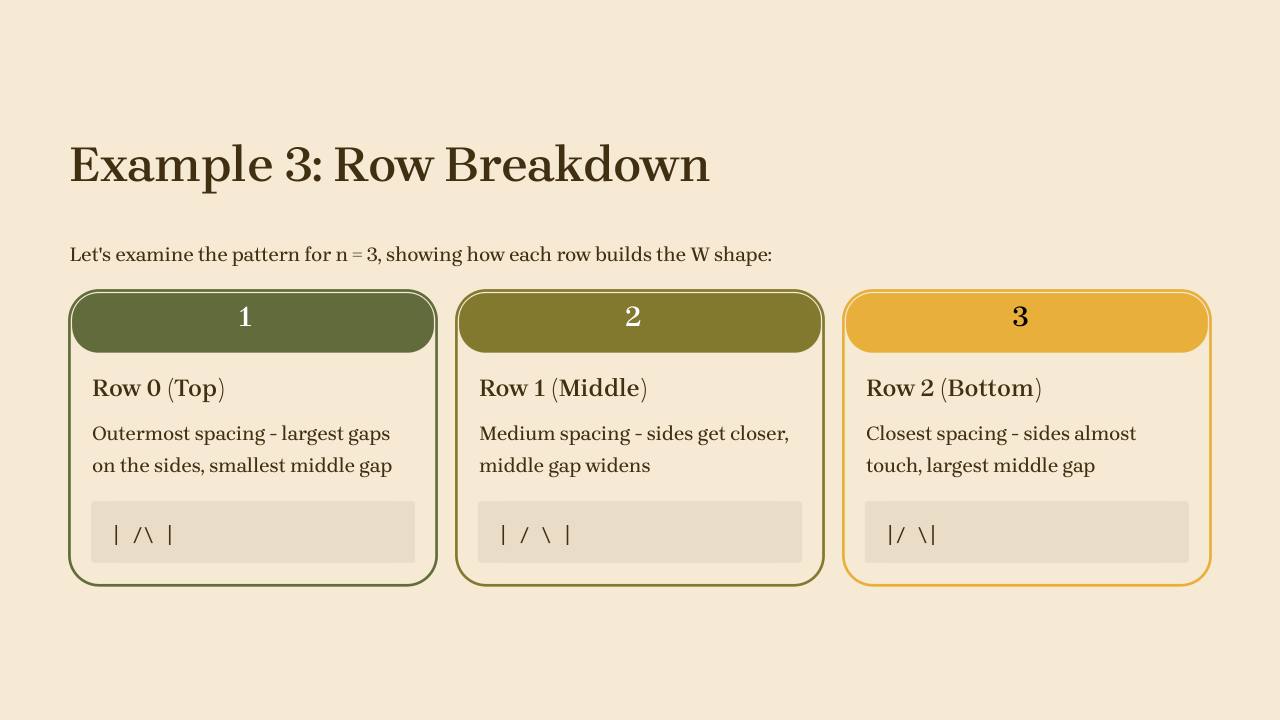 Example 3: Row Breakdown
Let's examine the pattern for n = 3, showing how each row builds the W shape:
1
Row 0 (Top)
Outermost spacing - largest gaps
on the sides, smallest middle gap
| /\ |
2
Row 1 (Middle)
Medium spacing - sides get closer,
middle gap widens
| / \ |
3
Row 2 (Bottom)
Closest spacing - sides almost
touch, largest middle gap
|/ \|